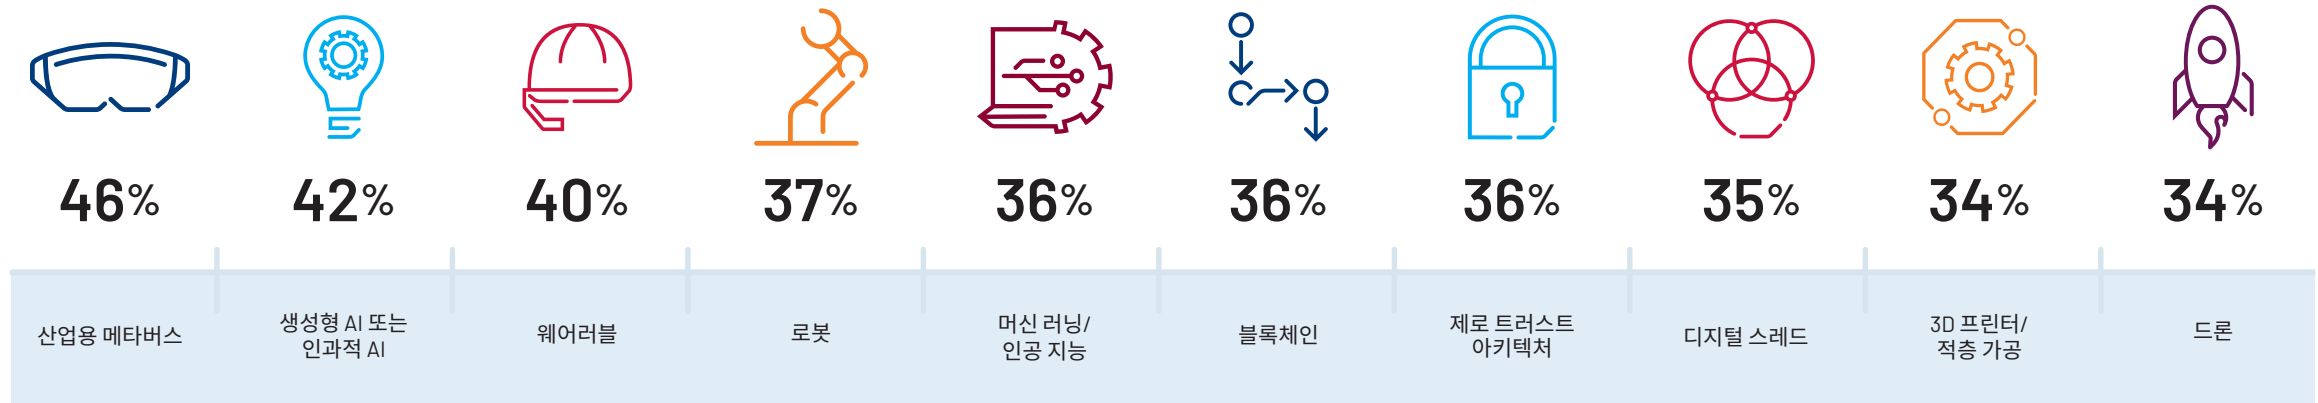 46%
42%
40%
37%
36%
36%
36%
35%
34%
34%
산업용 메타버스
생성형 AI 또는
인과적 AI
웨어러블
로봇
머신 러닝/
인공 지능
블록체인
제로 트러스트
아키텍처
디지털 스레드
3D 프린터/
적층 가공
드론